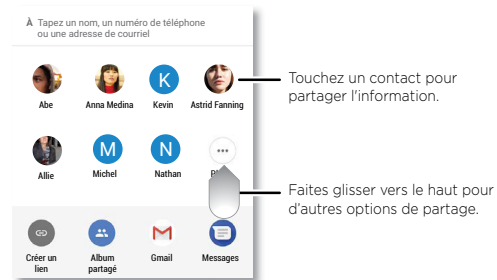 À Tapez un nom, un numéro de téléphone
ou une adresse de courriel
Abe Anna Medina Kevin Astrid Fanning
Touchez un contact pour
partager l'information.
Allie Michel Nathan
Faites glisser vers le haut pour
d'autres options de partage.
Créer un
lien
Album
partagé
Gmail
Messages
K
M
N